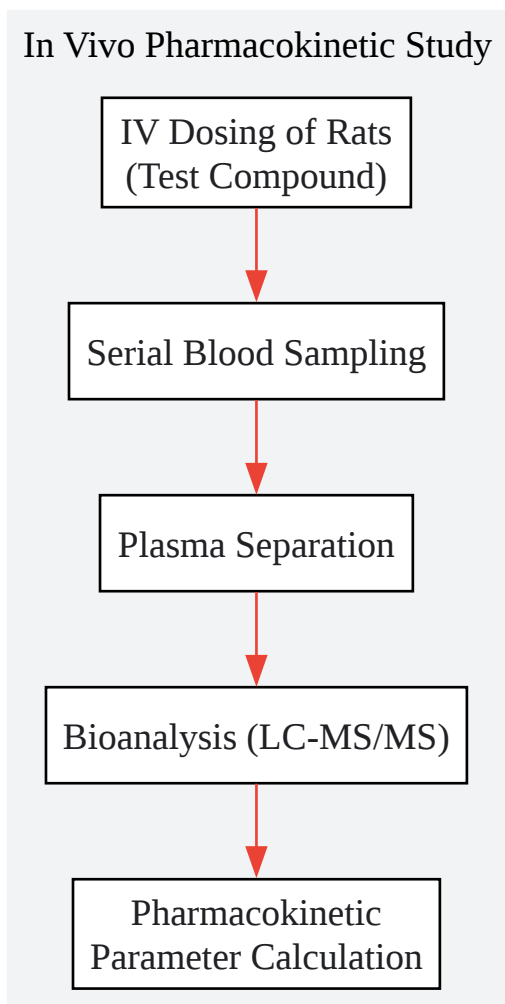 In Vivo Pharmacokinetic Study
IV Dosing of Rats
(Test Compound)
Serial Blood Sampling
Plasma Separation
Bioanalysis (LC-MS/MS)
Pharmacokinetic
Parameter Calculation